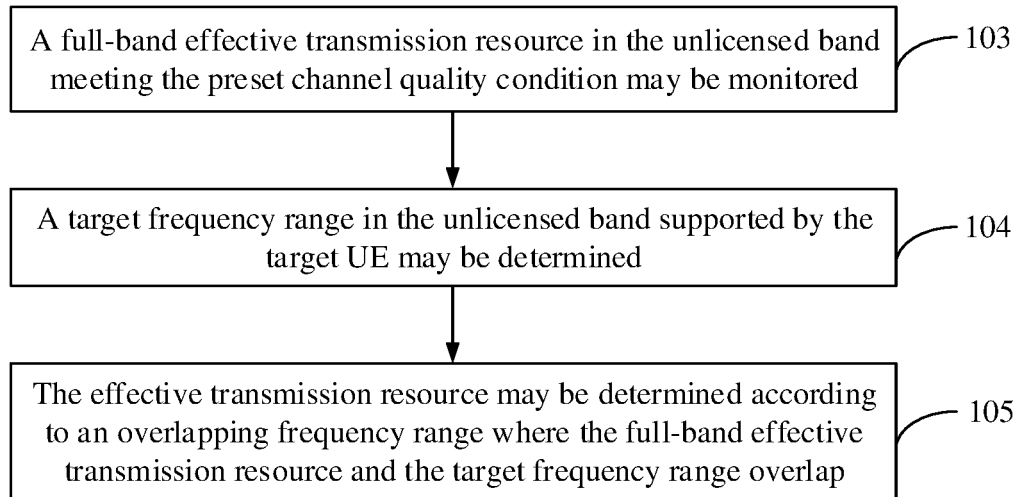 A full-band effective transmission resource in the unlicensed band
meeting the preset channel quality condition may be monitored
103
A target frequency range in the unlicensed band supported by the
target UE may be determined
104
The effective transmission resource may be determined according
to an overlapping frequency range where the full-band effective
transmission resource and the target frequency range overlap
105